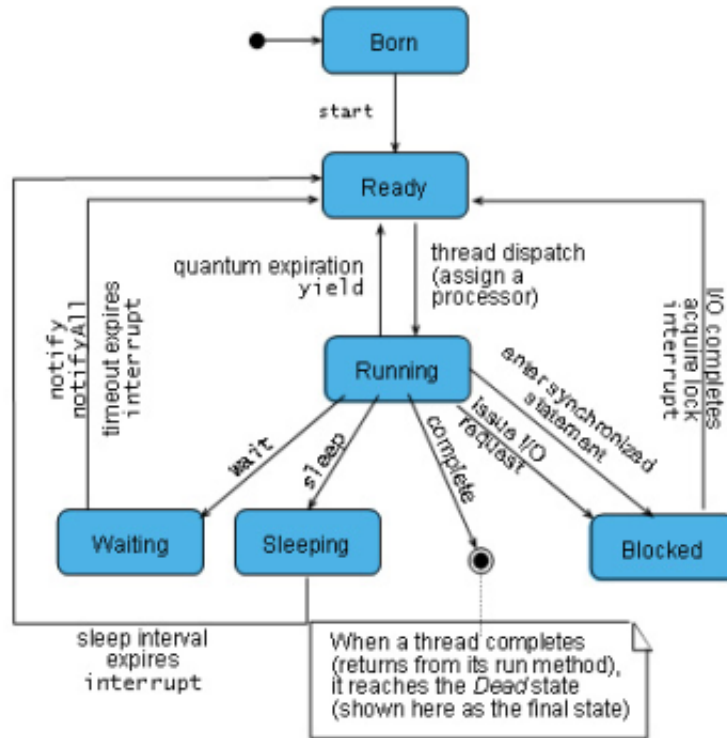 Born
start
Ready
quantum expiration
yield
thread dispatch
(assign a
processor)
notify
notifyAll
timeout expires
interrupt
I/O completes
acquire lock
interrupt
Running
wait
sleep
complete
issue I/O
request
enter synchronized
statement
Waiting
Sleeping
Blocked
sleep interval
expires
interrupt
When a thread completes
(returns from its run method),
it reaches the Dead state
(shown here as the final state)